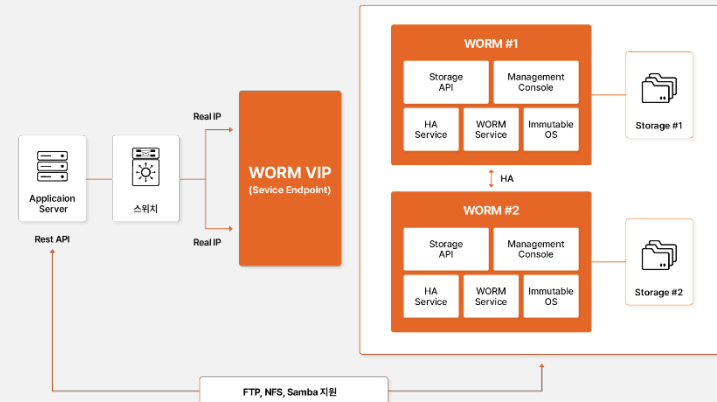 Applicaion
Server
Rest API
스위치
Real IP
Real IP
WORM VIP
(Sevice Endpoint)
WORM #1
Storage
API
Management
Console
HA
Service
WORM
Service
Immutable
OS
Storage #1
HA
WORM #2
Storage
API
Management
Console
HA
Service
WORM
Service
Immutable
OS
Storage #2
FTP, NFS, Samba 지원